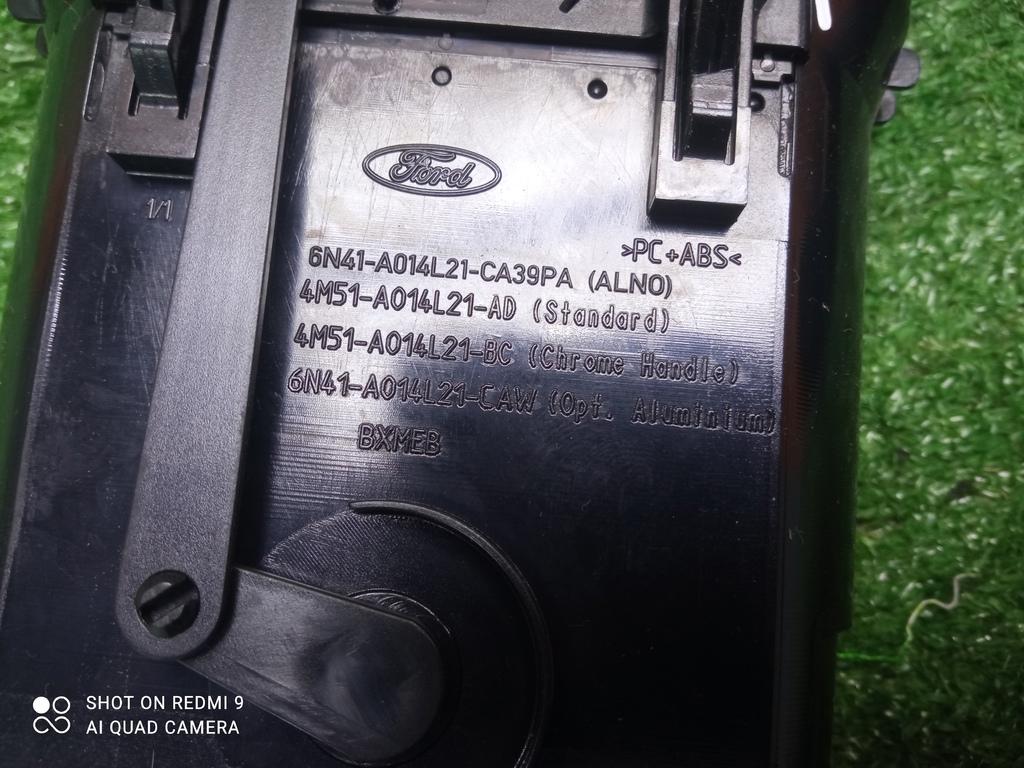 Ford
1/1
>PC+ABS<
6N41-A014L21-CA39PA (ALNO)
4M51-A014L21-AD (Standard)
4M51-A014L21-BC (Chrome Handle)
6N41-A014L21-CAW (Opt. Aluminium)
BXMEB
SHOT ON REDMI 9
AI QUAD CAMERA